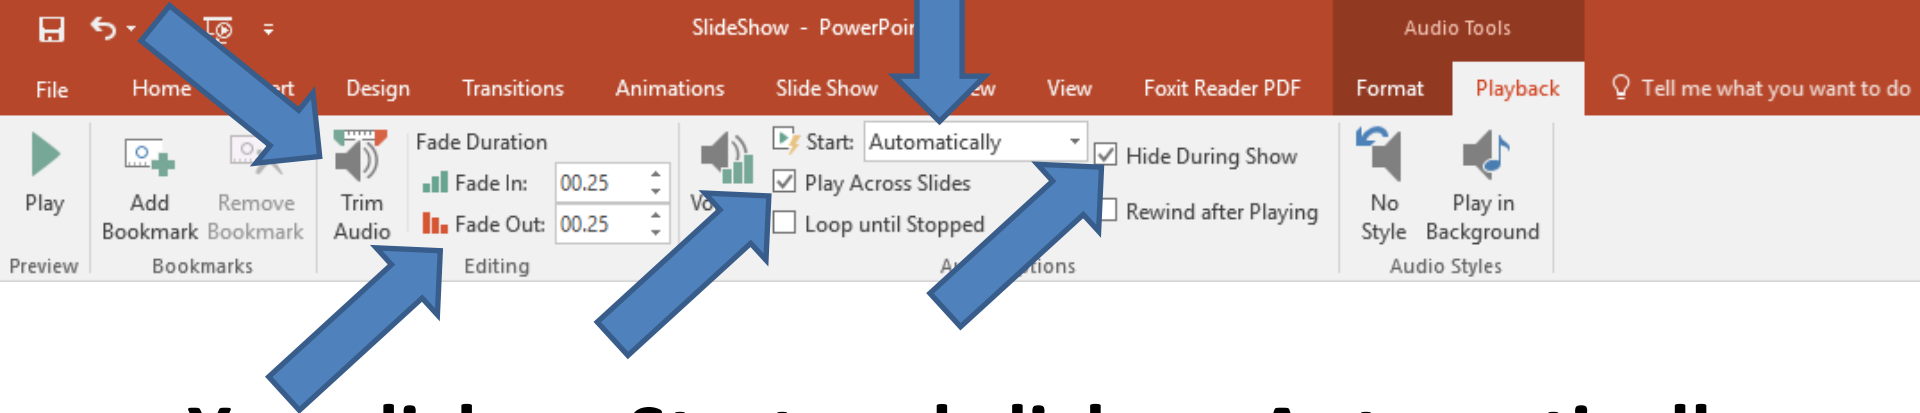 SlideShow - PowerPoin
Audio Tools
File Home Design Transitions Animations Slide Show View Foxit Reader PDF Format Playback Tell me what you want to do
Play
Add Bookmark
Remove Bookmark
Trim Audio
Fade Duration
Fade In: 00.25
Fade Out: 00.25
Start: Automatically
Play Across Slides
Loop until Stopped
Hide During Show
Rewind after Playing
No Style
Play in Background
Preview Bookmarks Editing Audio Styles